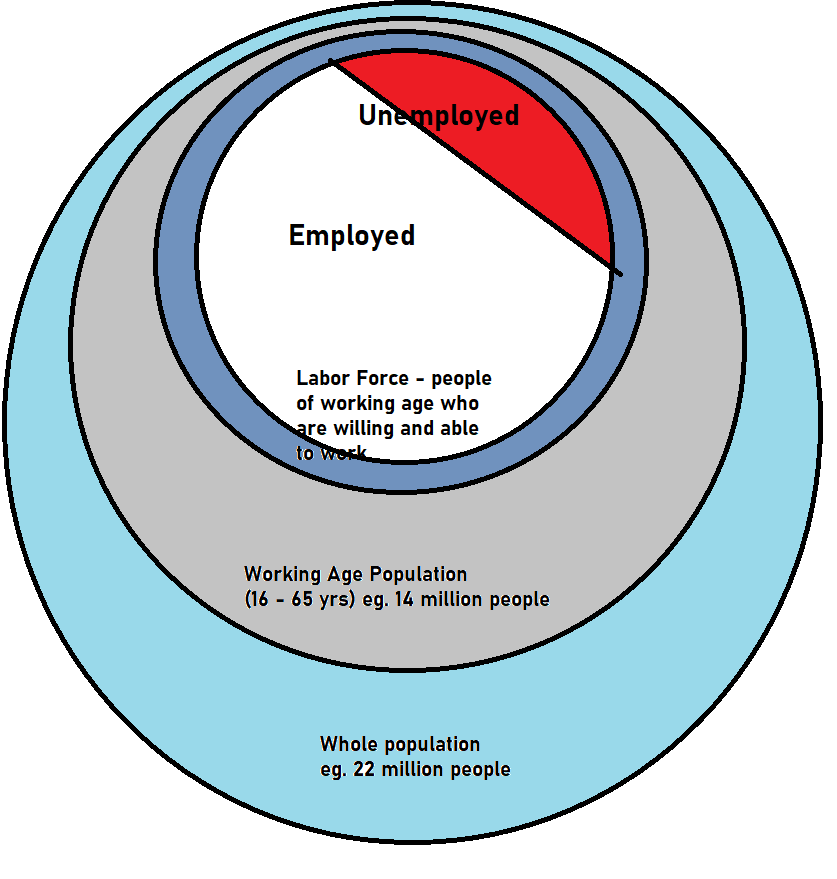 Unemployed
Employed
Labor Force - people
of working age who
are willing and able
to work
Working Age Population
(16 - 65 yrs) eg. 14 million people
Whole population
eg. 22 million people